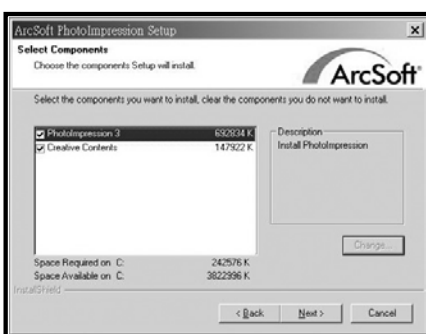 ArcSoft PhotoImpression Setup
Select Components
Choose the components Setup will install.
ArcSoft
Select the components you want to install, clear the components you do not want to install.
PhotoImpression 3 692834 K
Creative Contents 147922 K
Description
Install PhotoImpression
Change...
Space Required on C: 242576 K
Space Available on C: 3822996 K
InstallShield
< Back
Next >
Cancel